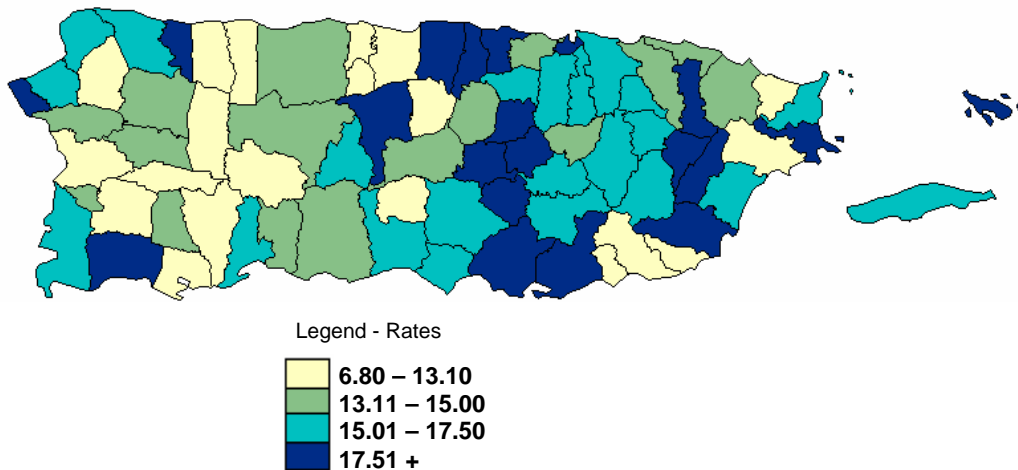 Legend - Rates
6.80 – 13.10
13.11 – 15.00
15.01 – 17.50
17.51 +